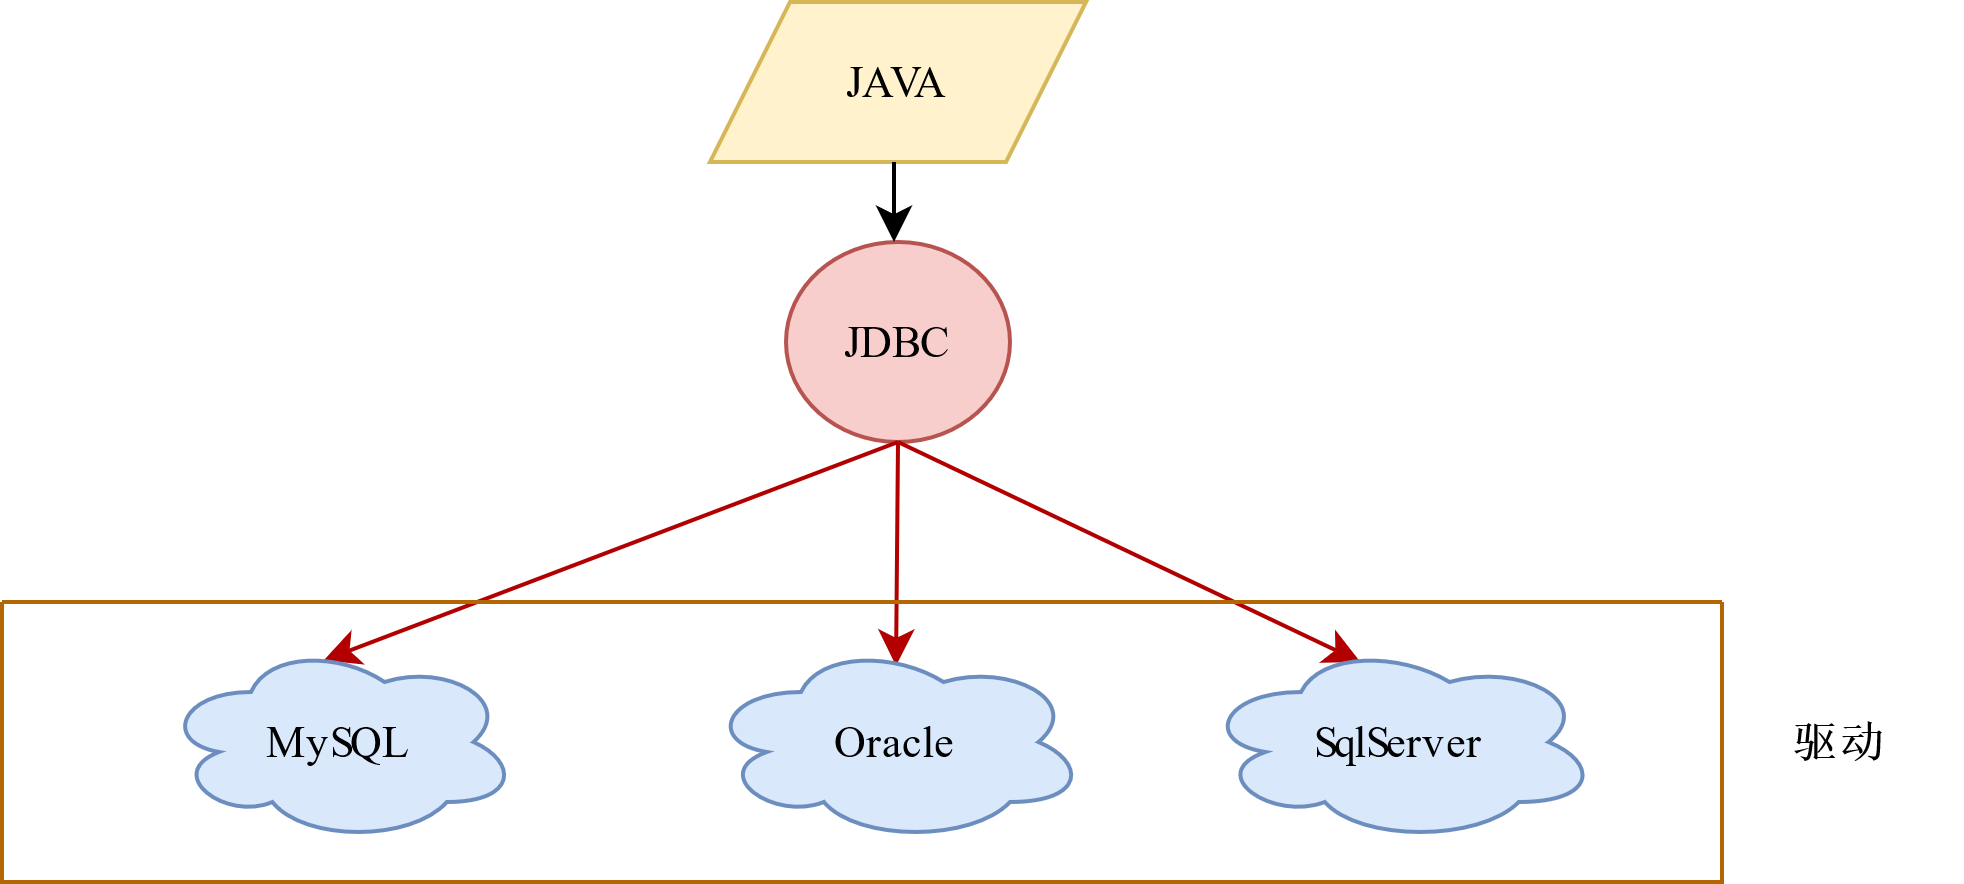 JAVA
JDBC
MySQL
Oracle
SqlServer
驱动